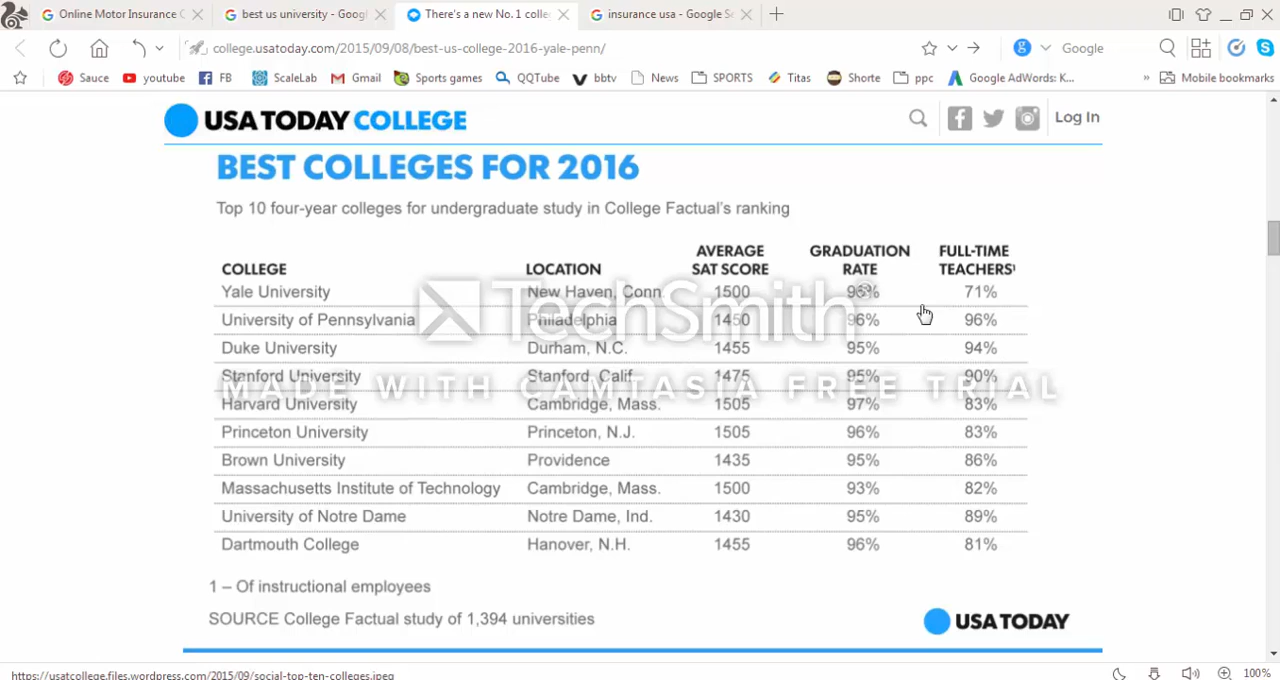 Online Motor Insurance C
best us university - Googl
There's a new No. 1 colle
insurance usa - Google Se
college.usatoday.com/2015/09/08/best-us-college-2016-yale-penn/
Google
Sauce youtube FB ScaleLab Gmail Sports games QQTube bbtv News SPORTS Titas Shorte ppc Google AdWords: K... » Mobile bookmarks
USA TODAY COLLEGE
Log In
BEST COLLEGES FOR 2016
Top 10 four-year colleges for undergraduate study in College Factual's ranking
COLLEGE LOCATION AVERAGE SAT SCORE GRADUATION RATE FULL-TIME TEACHERS¹
Yale University New Haven, Conn. 1500 96% 71%
University of Pennsylvania Philadelphia 1450 96% 96%
Duke University Durham, N.C. 1455 95% 94%
Stanford University Stanford, Calif. 1475 95% 90%
Harvard University Cambridge, Mass. 1505 97% 83%
Princeton University Princeton, N.J. 1505 96% 83%
Brown University Providence 1435 95% 86%
Massachusetts Institute of Technology Cambridge, Mass. 1500 93% 82%
University of Notre Dame Notre Dame, Ind. 1430 95% 89%
Dartmouth College Hanover, N.H. 1455 96% 81%
TechSmith®
MADE WITH CAMTASIA FREE TRIAL
1 – Of instructional employees
SOURCE College Factual study of 1,394 universities
USA TODAY
https://usatcollege.files.wordpress.com/2015/09/social-top-ten-colleges.jpeg
100%